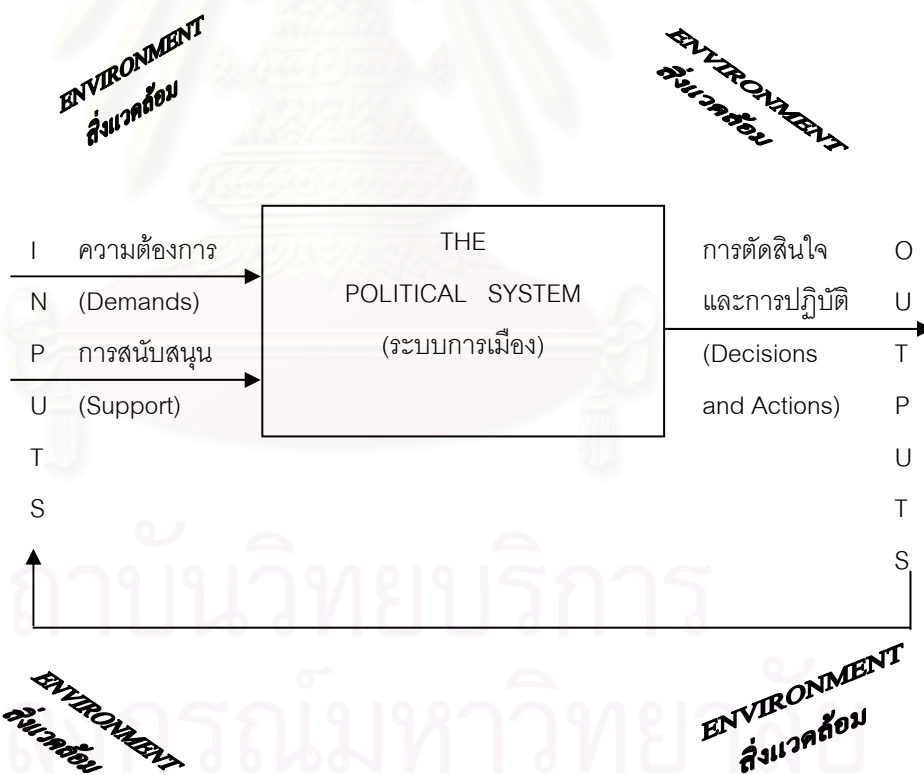 ENVIRONMENT
สิ่งแวดล้อม
ENVIRONMENT
สิ่งแวดล้อม
INPUTS
ความต้องการ
(Demands)
การสนับสนุน
(Support)
THE
POLITICAL SYSTEM
(ระบบการเมือง)
การตัดสินใจ
และการปฏิบัติ
(Decisions
and Actions)
OUTPUTS
ENVIRONMENT
สิ่งแวดล้อม
ENVIRONMENT
สิ่งแวดล้อม